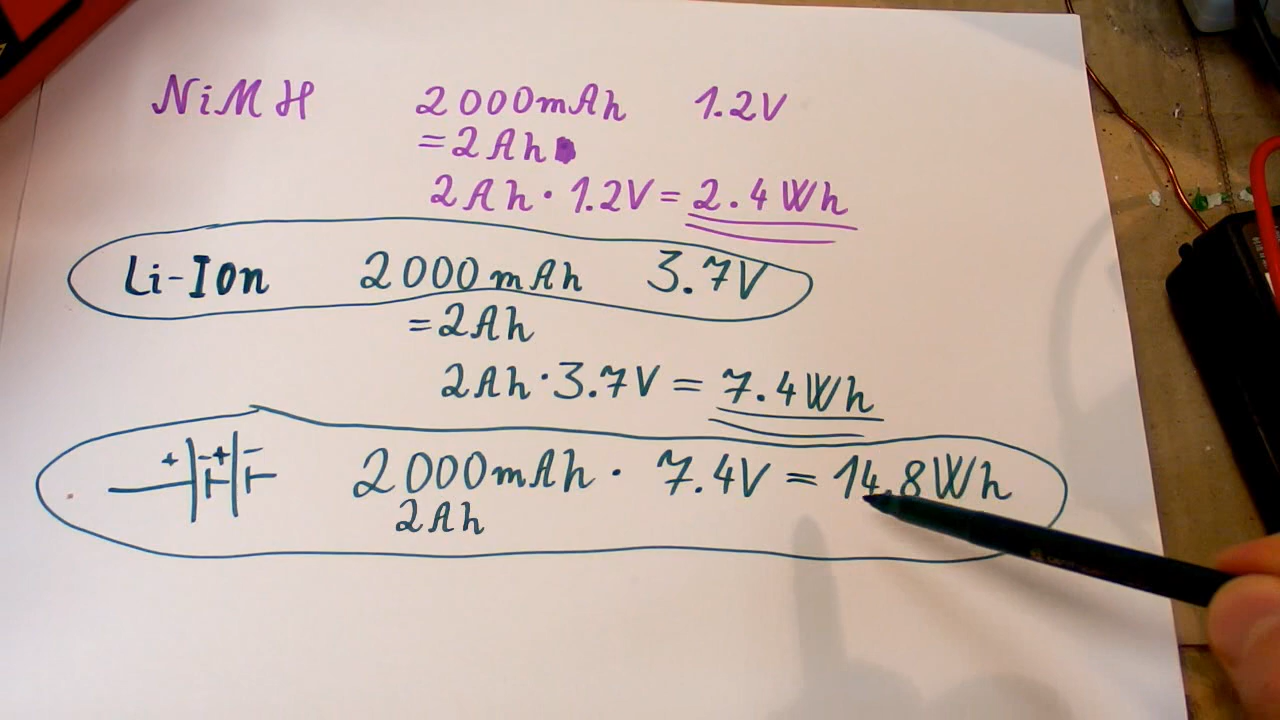 NiMH 2000mAh 1.2V
=2Ah
2Ah · 1.2V = 2.4Wh
Li-Ion 2000mAh 3.7V
=2Ah
2Ah · 3.7V = 7.4Wh
+ - + - 2000mAh · 7.4V = 14.8Wh
2Ah